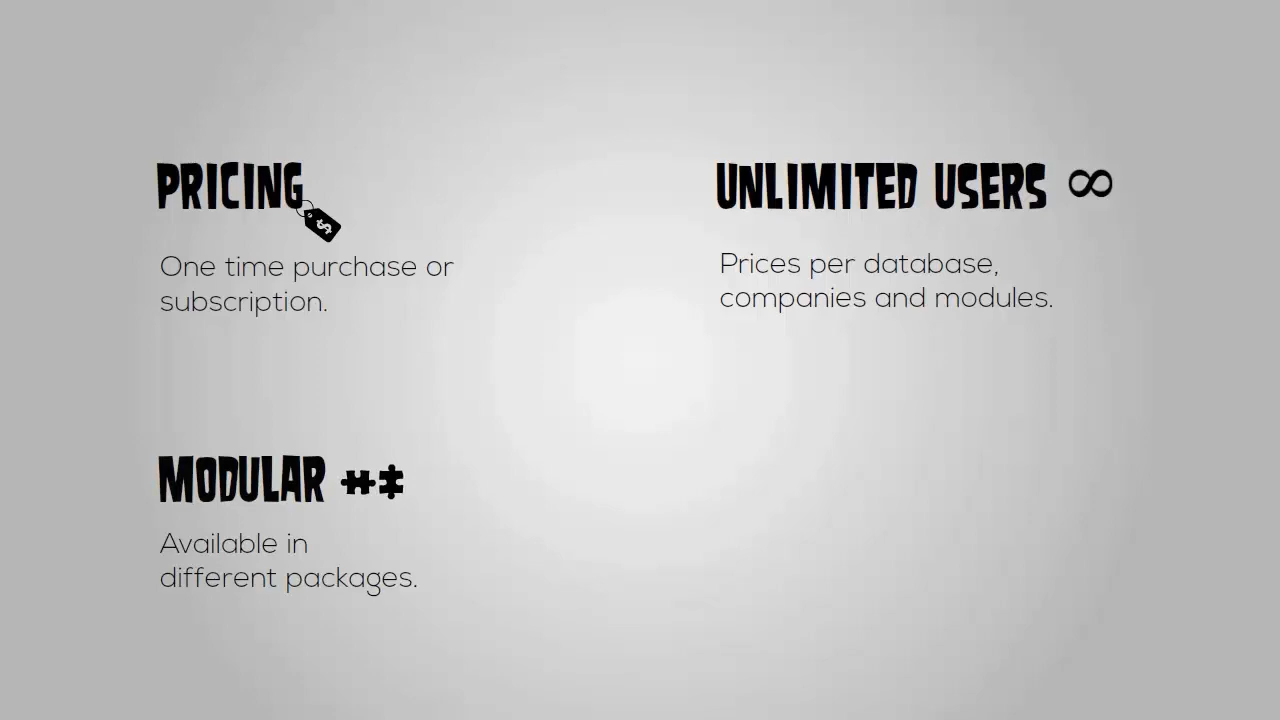 PRICING
One time purchase or
subscription.
UNLIMITED USERS ∞
Prices per database,
companies and modules.
MODULAR
Available in
different packages.